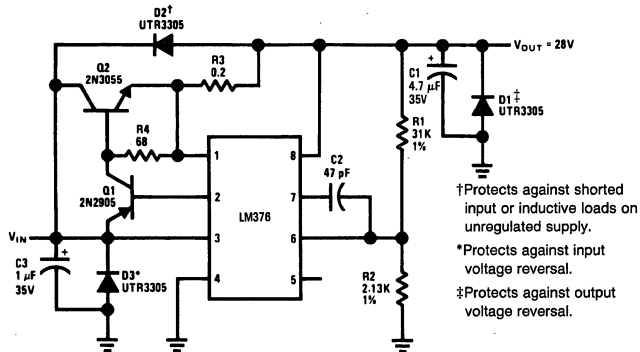 D2†
UTR3305
Q2
2N3055
R3
0.2
VOUT = 28V
C1
4.7 μF
35V
+
D1‡
UTR3305
R4
68
R1
31K
1%
1
8
C2
47 pF
Q1
2N2905
2
7
LM376
VIN
3
6
C3
1 μF
35V
+
D3*
UTR3305
4
5
R2
2.13K
1%
†Protects against shorted
input or inductive loads on
unregulated supply.
*Protects against input
voltage reversal.
‡Protects against output
voltage reversal.